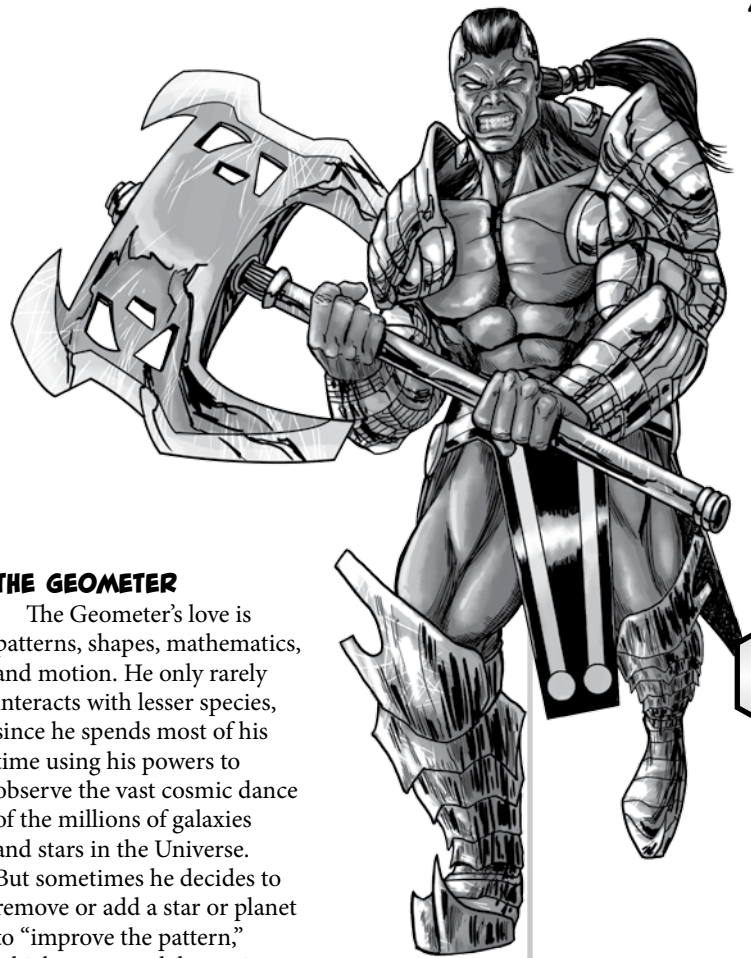 THE GEOMETER
The Geometer’s love is
patterns, shapes, mathematics,
and motion. He only rarely
interacts with lesser species,
since he spends most of his
time using his powers to
observe the vast cosmic dance
of the millions of galaxies
and stars in the Universe.
But sometimes he decides to
remove or add a star or planet
to “improve the pattern,”